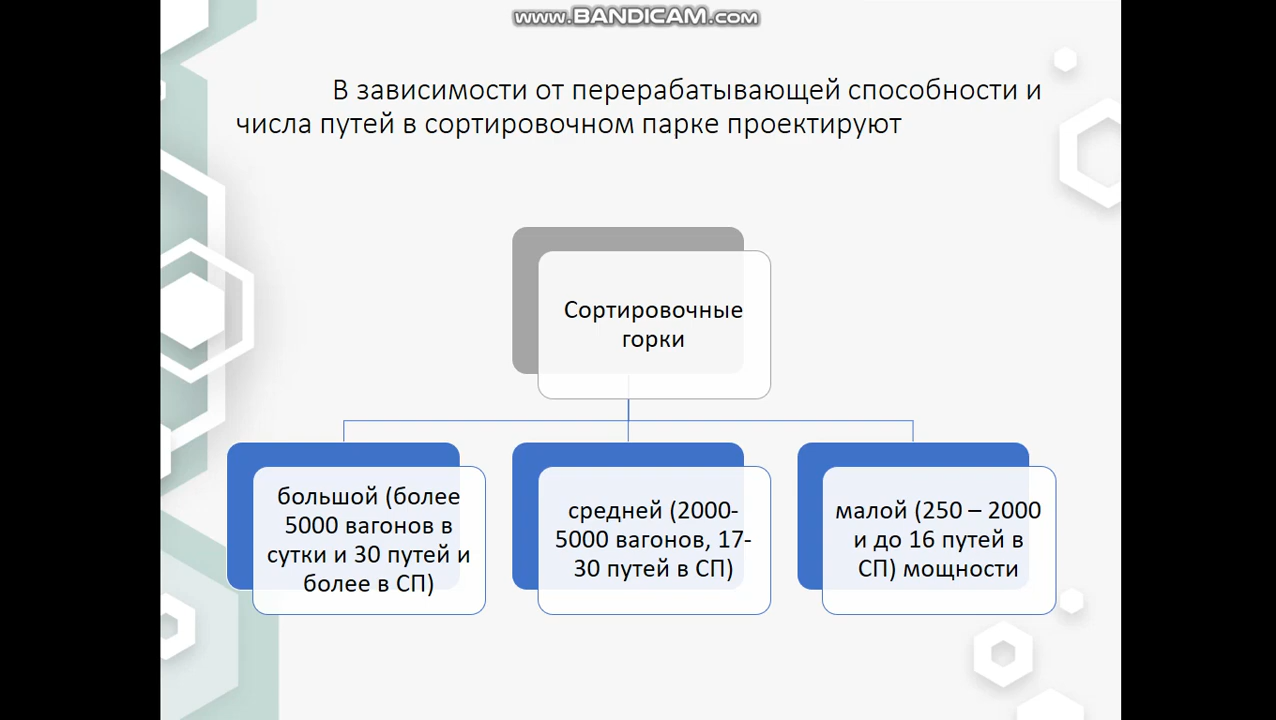 www.BANDICAM.com
В зависимости от перерабатывающей способности и
числа путей в сортировочном парке проектируют
Сортировочные
горки
большой (более
5000 вагонов в
сутки и 30 путей и
более в СП)
средней (2000-
5000 вагонов, 17-
30 путей в СП)
малой (250 – 2000
и до 16 путей в
СП) мощности